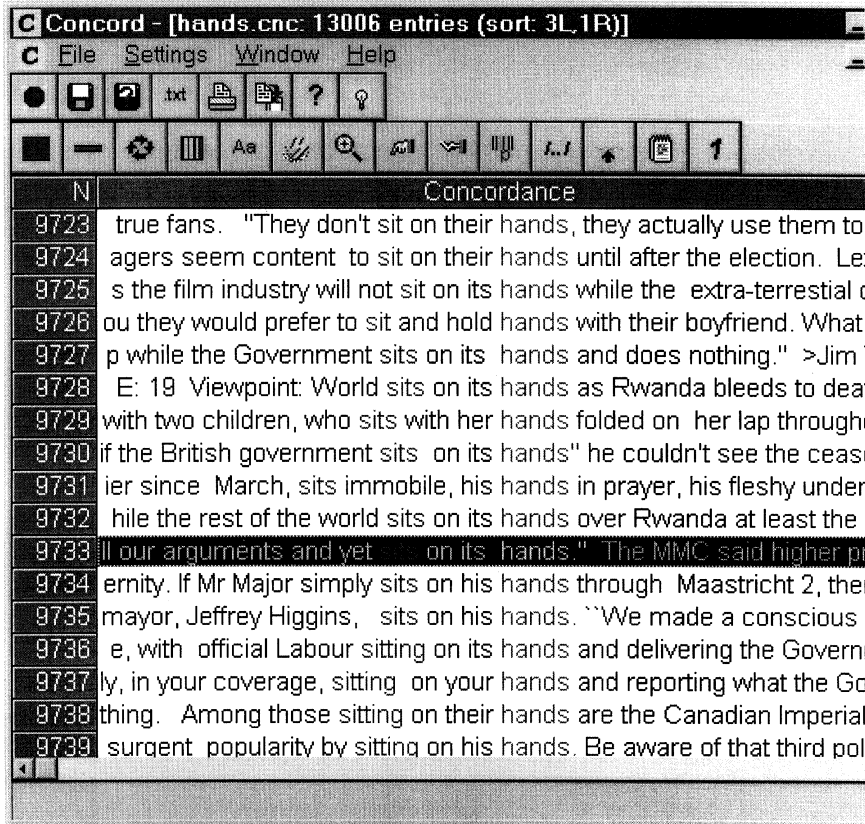 C Concord - [hands.cnc: 13006 entries (sort: 3L,1R)]
C File Settings Window Help
.txt ?
Aa /../ 1
N Concordance
9723 true fans. "They don't sit on their hands, they actually use them to
9724 agers seem content to sit on their hands until after the election. Le
9725 s the film industry will not sit on its hands while the extra-terrestial
9726 ou they would prefer to sit and hold hands with their boyfriend. What
9727 p while the Government sits on its hands and does nothing." >Jim
9728 E: 19 Viewpoint: World sits on its hands as Rwanda bleeds to dea
9729 with two children, who sits with her hands folded on her lap through
9730 if the British government sits on its hands" he couldn't see the cease
9731 ier since March, sits immobile, his hands in prayer, his fleshy under
9732 hile the rest of the world sits on its hands over Rwanda at least the
9733 ll our arguments and yet on its hands." The MMC said higher pr
9734 ernity. If Mr Major simply sits on his hands through Maastricht 2, the
9735 mayor, Jeffrey Higgins, sits on his hands. ``We made a conscious
9736 e, with official Labour sitting on its hands and delivering the Govern
9737 ly, in your coverage, sitting on your hands and reporting what the Go
9738 thing. Among those sitting on their hands are the Canadian Imperial
9739 surgent popularity by sitting on his hands. Be aware of that third pol